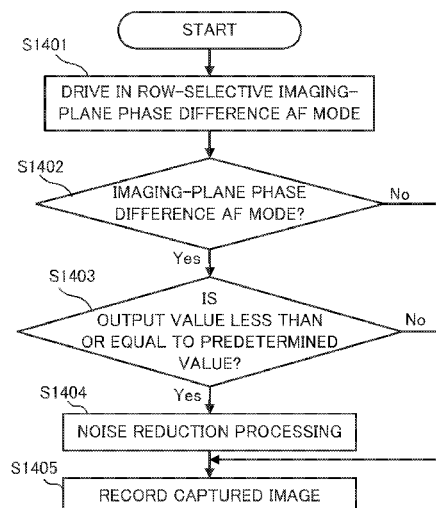 START
S1401
DRIVE IN ROW-SELECTIVE IMAGING-
PLANE PHASE DIFFERENCE AF MODE
S1402
IMAGING-PLANE PHASE
DIFFERENCE AF MODE?
No
Yes
S1403
IS
OUTPUT VALUE LESS THAN
OR EQUAL TO PREDETERMINED
VALUE?
No
Yes
S1404
NOISE REDUCTION PROCESSING
S1405
RECORD CAPTURED IMAGE